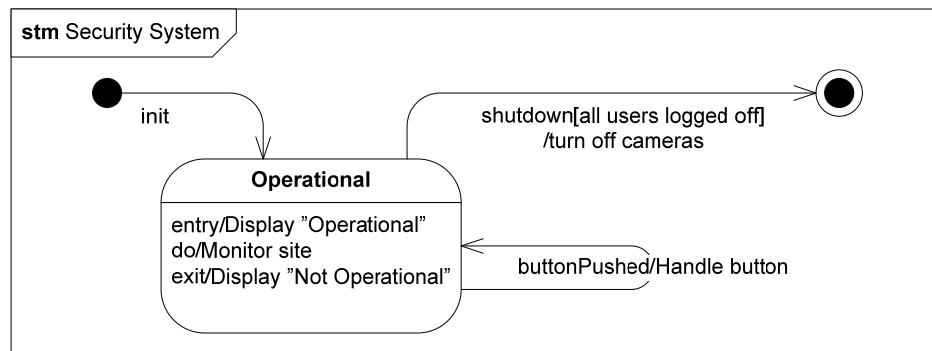 stm Security System
init
shutdown[all users logged off]
/turn off cameras
Operational
entry/Display ”Operational”
do/Monitor site
exit/Display ”Not Operational”
buttonPushed/Handle button